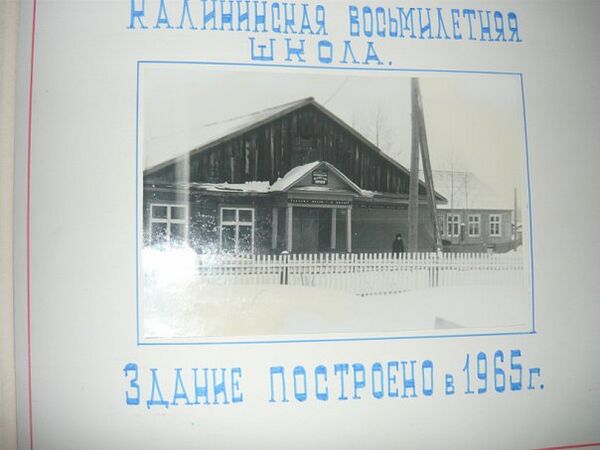 КАЛИНИНСКАЯ ВОСЬМИЛЕТНЯЯ
ШКОЛА.
ЗДАНИЕ ПОСТРОЕНО в 1965 г.